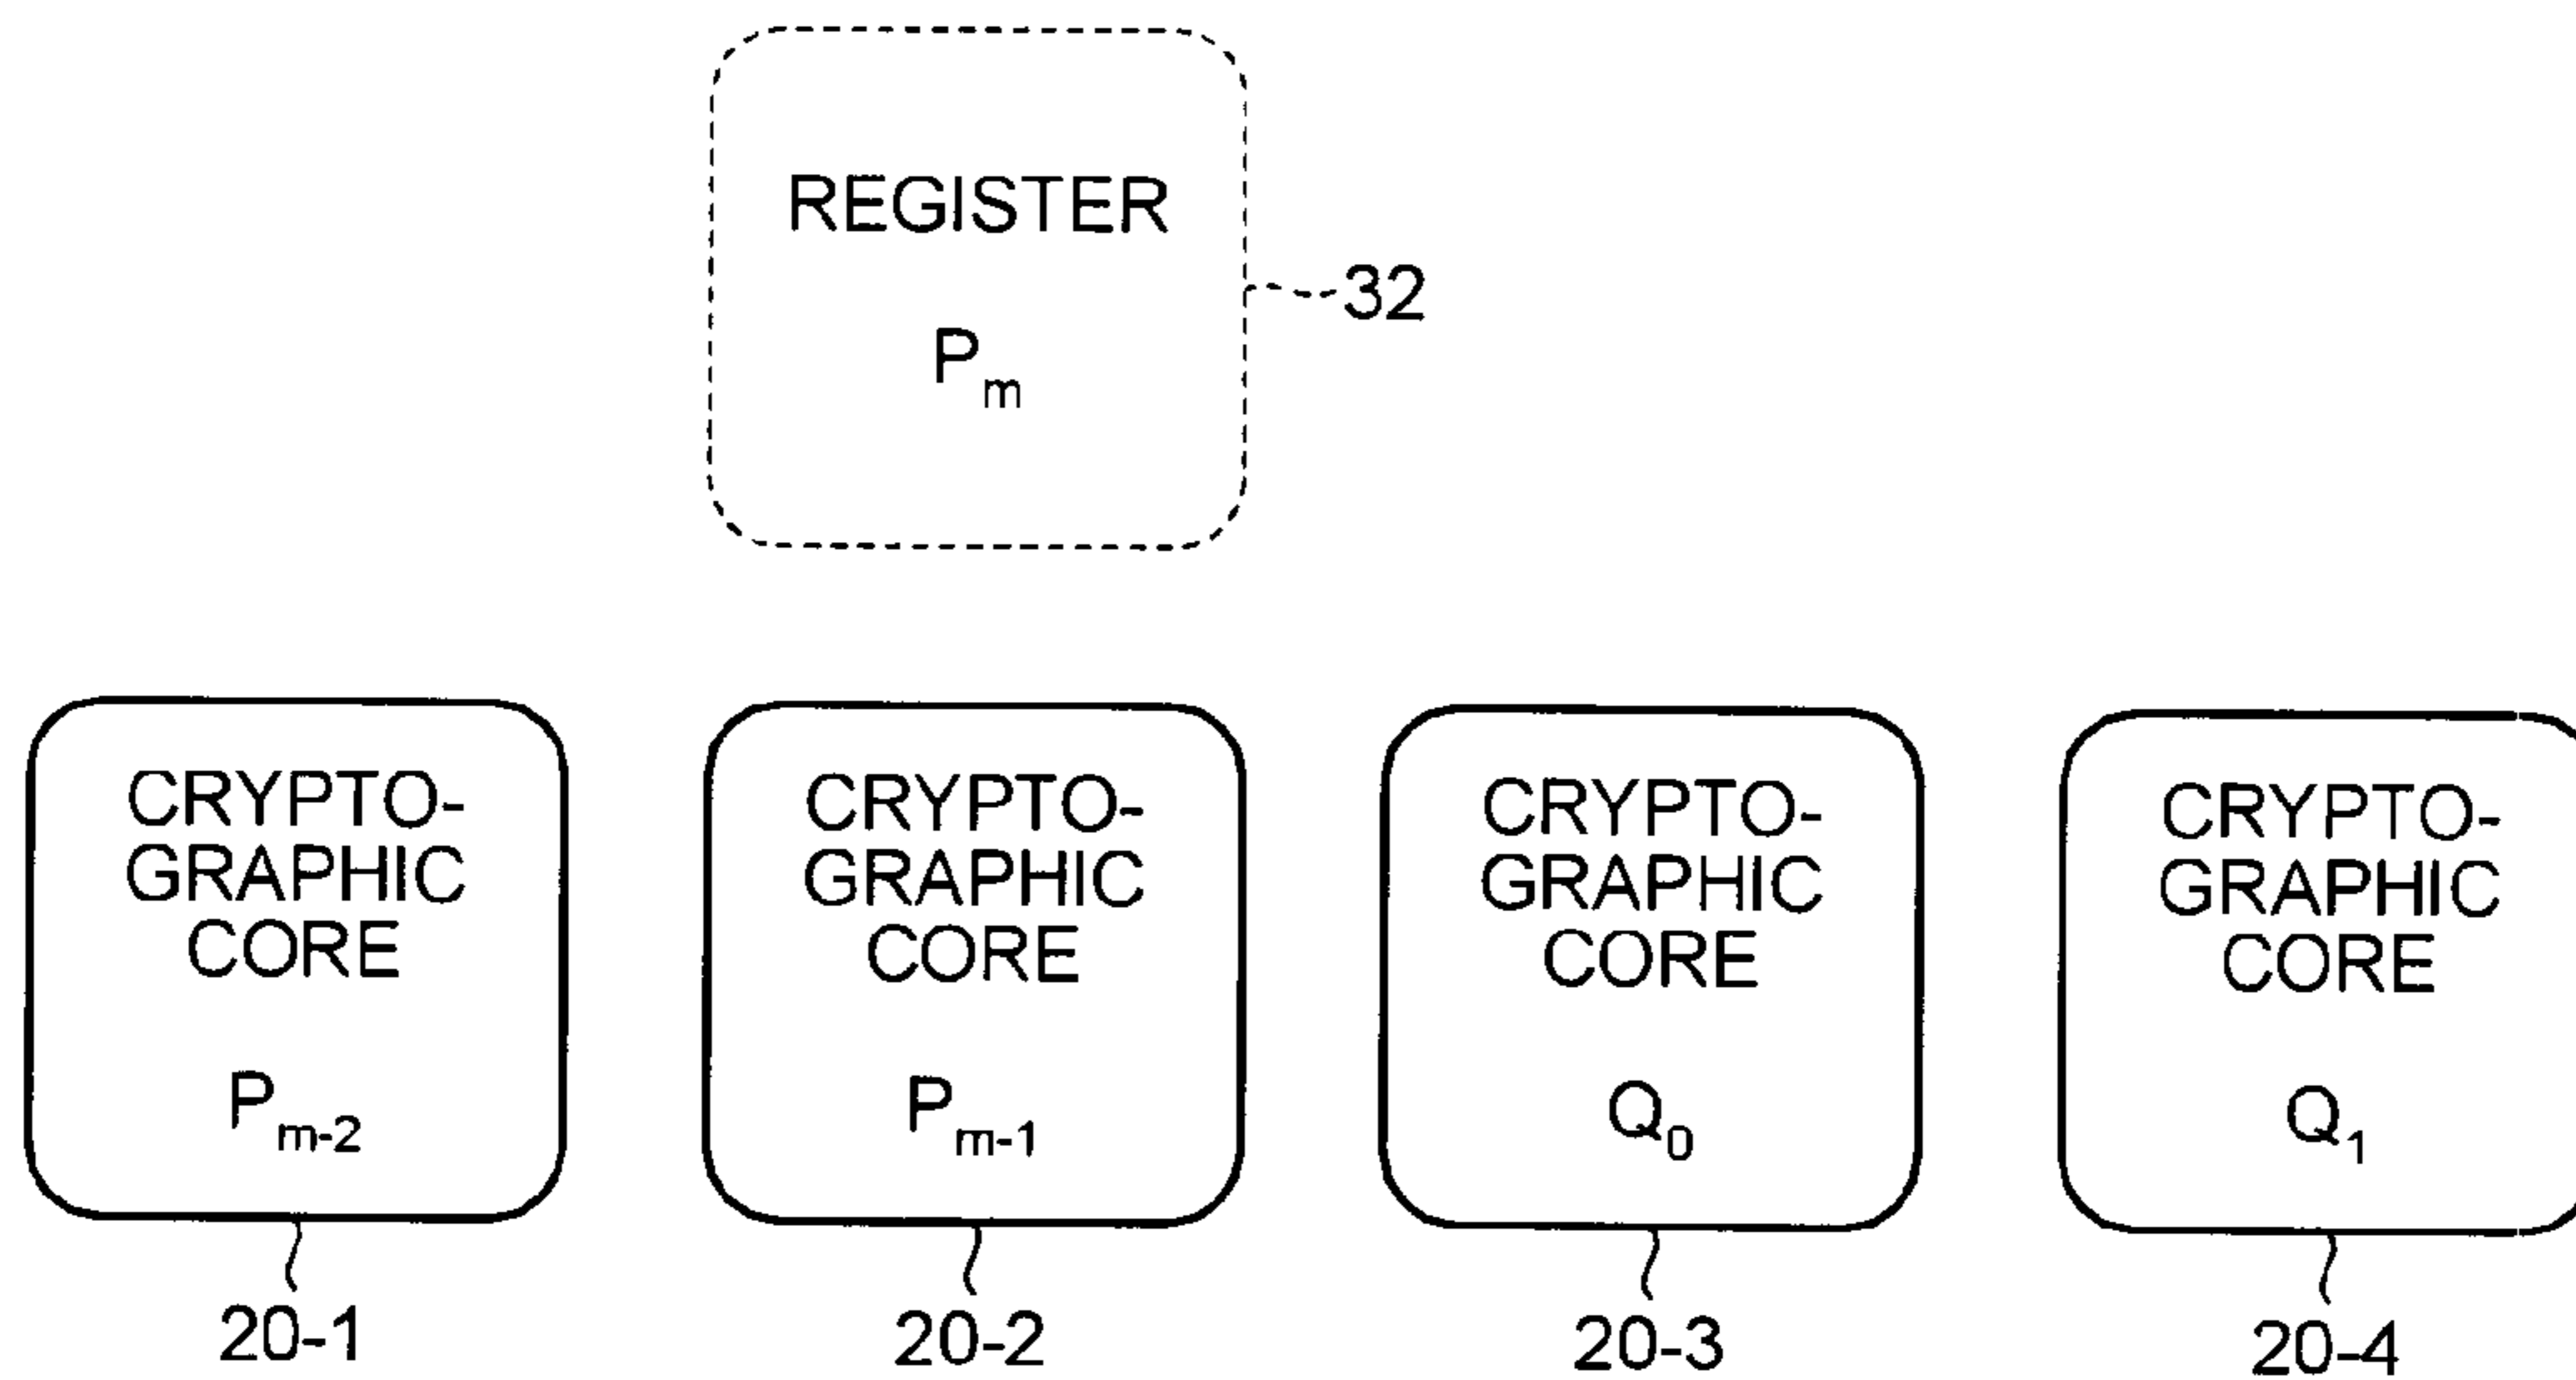 REGISTER
P_m
32
CRYPTO-
GRAPHIC
CORE
P_m-2
20-1
CRYPTO-
GRAPHIC
CORE
P_m-1
20-2
CRYPTO-
GRAPHIC
CORE
Q_0
20-3
CRYPTO-
GRAPHIC
CORE
Q_1
20-4